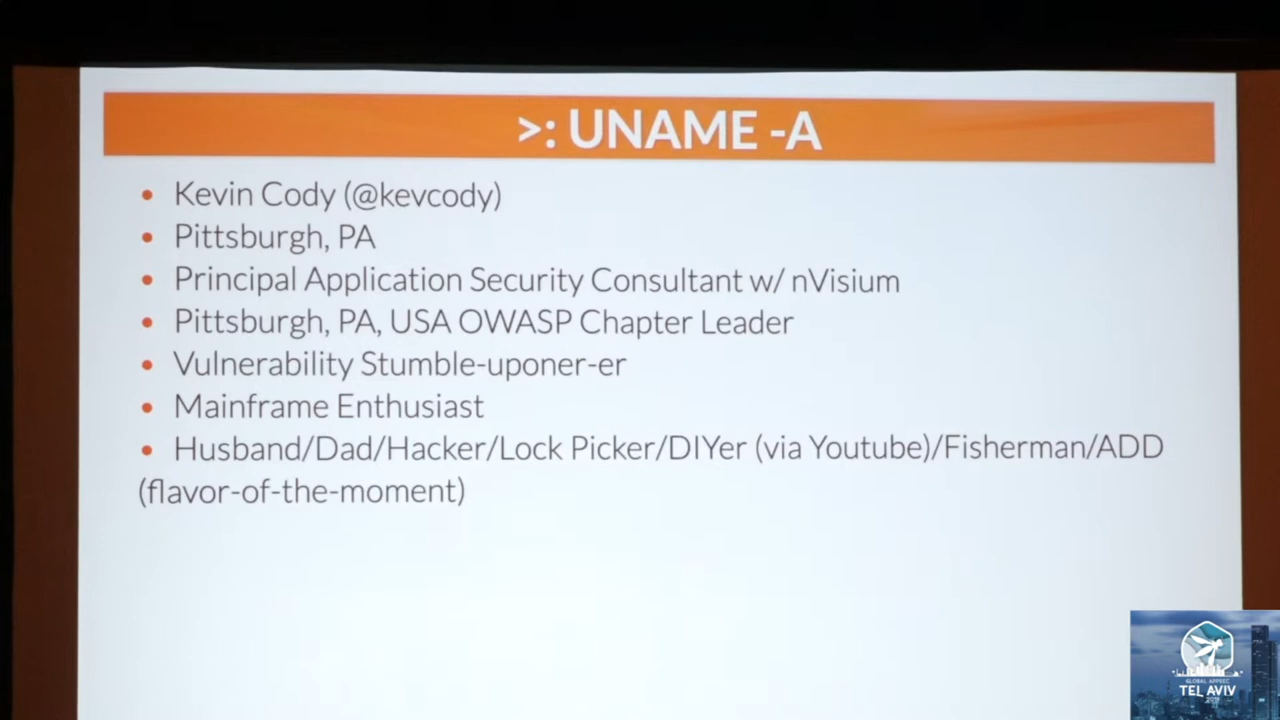 >: UNAME -A
• Kevin Cody (@kevcody)
• Pittsburgh, PA
• Principal Application Security Consultant w/ nVisium
• Pittsburgh, PA, USA OWASP Chapter Leader
• Vulnerability Stumble-uponer-er
• Mainframe Enthusiast
• Husband/Dad/Hacker/Lock Picker/DIYer (via Youtube)/Fisherman/ADD
(flavor-of-the-moment)
GLOBAL APPSEC
TEL AVIV
2019